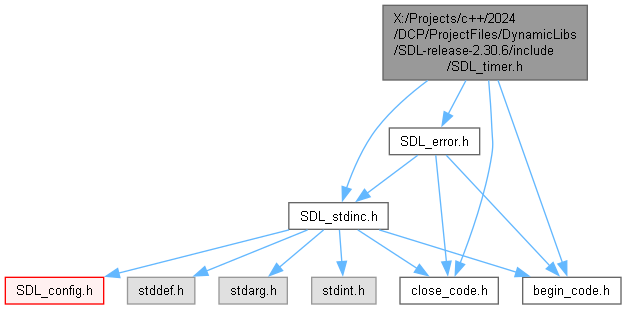 X:/Projects/c++/2024
/DCP/ProjectFiles/DynamicLibs
/SDL-release-2.30.6/include
/SDL_timer.h
SDL_error.h
SDL_stdinc.h
SDL_config.h
stddef.h
stdarg.h
stdint.h
close_code.h
begin_code.h